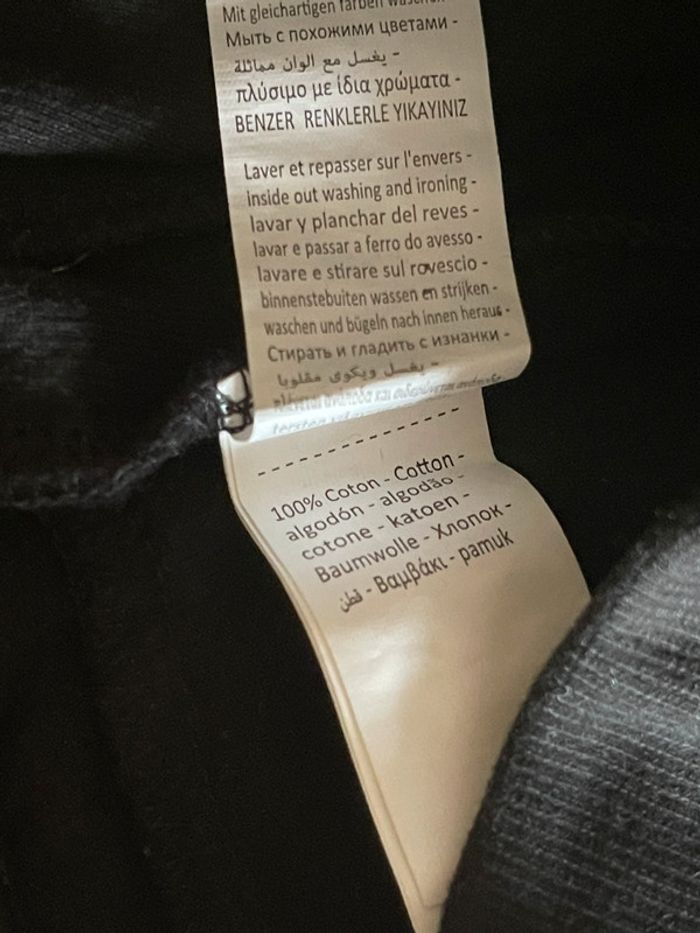 Mit gleichartigen farben
Мыть с похожими цветами -
يغسل مع الوان مماثلة -
πλύσιμο με ίδια χρώματα -
BENZER RENKLERLE YIKAYINIZ
Laver et repasser sur l'envers -
inside out washing and ironing -
lavar y planchar del reves -
lavar e passar a ferro do avesso -
lavare e stirare sul rovescio -
binnenstebuiten wassen en strijken -
waschen und bügeln nach innen heraus -
Стирать и гладить с изнанки -
يغسل ويكوى مقلوبا -
100% Coton - Cotton -
algodón - algodão -
cotone - katoen -
Baumwolle - Хлопок -
قطن - Βαμβάκι - pamuk